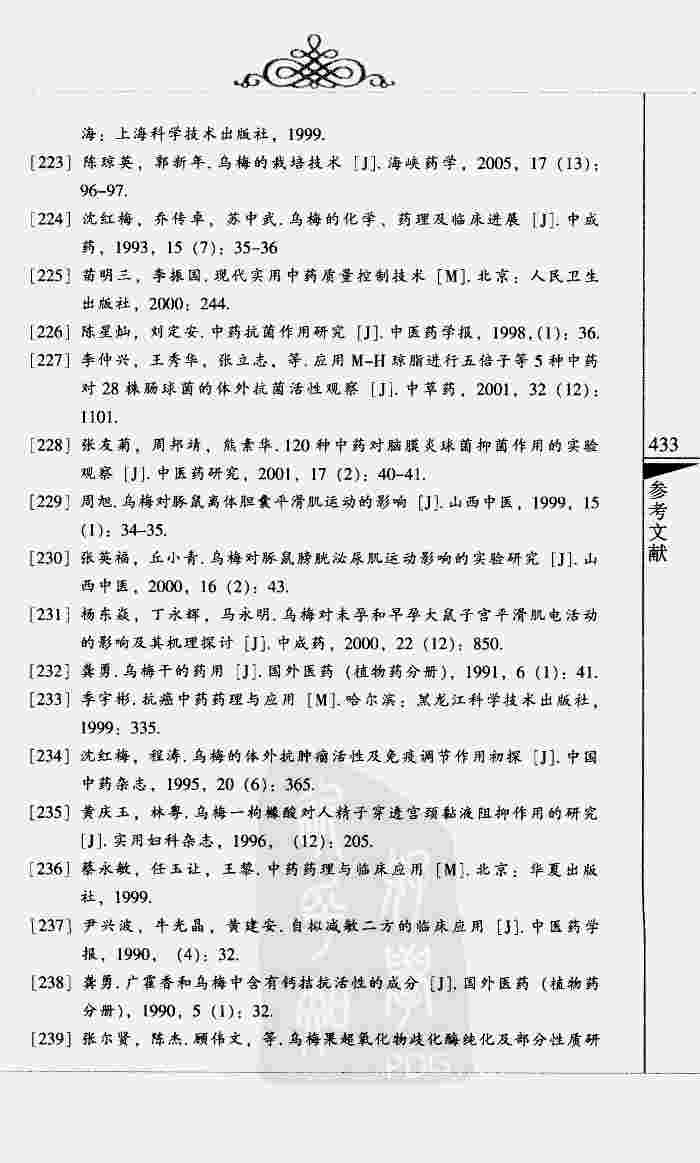 海: 上海科学技术出版社, 1999.
[223] 陈琼英, 郭新年. 乌梅的栽培技术 [J]. 海峡药学, 2005, 17 (13):
96-97.
[224] 沈红梅, 乔传卓, 苏中武. 乌梅的化学、药理及临床进展 [J]. 中成
药, 1993, 15 (7): 35-36
[225] 苗明三, 李振国. 现代实用中药质量控制技术 [M]. 北京: 人民卫生
出版社, 2000: 244.
[226] 陈星灿, 刘定安. 中药抗菌作用研究 [J]. 中医药学报, 1998, (1): 36.
[227] 李仲兴, 王秀华, 张立志, 等. 应用 M-H 琼脂进行五倍子等 5 种中药
对 28 株肠球菌的体外抗菌活性观察 [J]. 中草药, 2001, 32 (12):
1101.
[228] 张友菊, 周邦靖, 熊素华. 120 种中药对脑膜炎球菌抑菌作用的实验
观察 [J]. 中医药研究, 2001, 17 (2): 40-41.
[229] 周旭. 乌梅对豚鼠离体胆囊平滑肌运动的影响 [J]. 山西中医, 1999, 15
(1): 34-35.
[230] 张英福, 丘小青. 乌梅对豚鼠膀胱泌尿肌运动影响的实验研究 [J]. 山
西中医, 2000, 16 (2): 43.
[231] 杨东焱, 丁永辉, 马永明. 乌梅对未孕和早孕大鼠子宫平滑肌电活动
的影响及其机理探讨 [J]. 中成药, 2000, 22 (12): 850.
[232] 龚勇. 乌梅干的药用 [J]. 国外医药 (植物药分册), 1991, 6 (1): 41.
[233] 季宇彬. 抗癌中药药理与应用 [M]. 哈尔滨: 黑龙江科学技术出版社,
1999: 335.
[234] 沈红梅, 程涛. 乌梅的体外抗肿瘤活性及免疫调节作用初探 [J]. 中国
中药杂志, 1995, 20 (6): 365.
[235] 黄庆玉, 林粤. 乌梅一枸橼酸对人精子穿透宫颈黏液阻抑作用的研究
[J]. 实用妇科杂志, 1996, (12): 205.
[236] 蔡永敏, 任玉让, 王黎. 中药药理与临床应用 [M]. 北京: 华夏出版
社, 1999.
[237] 尹兴波, 牛光晶, 黄建安. 自拟减敏二方的临床应用 [J]. 中医药学
报, 1990, (4): 32.
[238] 龚勇. 广霍香和乌梅中含有钙拮抗活性的成分 [J]. 国外医药 (植物药
分册), 1990, 5 (1): 32.
[239] 张尔贤, 陈杰. 顾伟文, 等. 乌梅果超氧化物歧化酶纯化及部分性质研
433
参考文献
PDG